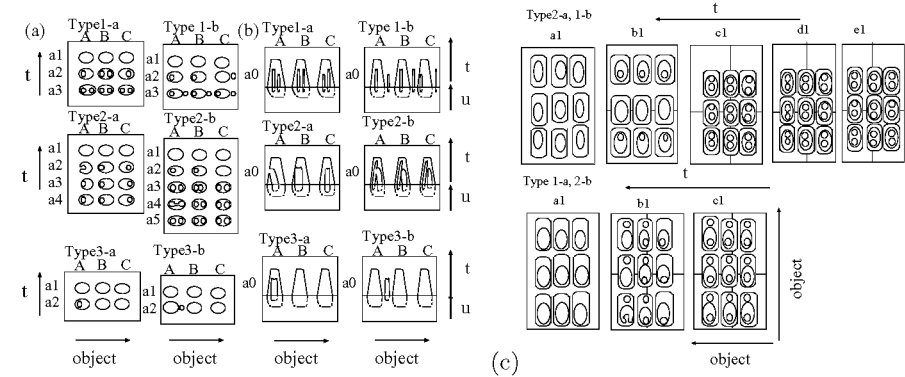 (a)
Type1-a
A B C
t
a1
a2
a3
Type 1-b
A B C
a1
a2
a3
Type2-a
t
a1
a2
a3
a4
Type2-b
a1
a2
a3
a4
a5
Type3-a
A B C
t
a1
a2
Type3-b
A B C
a1
a2
object
object
(b)
Type1-a
A B C
a0
Type1-b
A B C
a0
t
u
Type2-a
a0
Type2-b
a0
t
u
Type3-a
A B C
a0
Type3-b
A B C
a0
t
u
object
object
(c)
Type2-a, 1-b
t
a1 b1 c1 d1 e1
Type 1-a, 2-b
t
a1 b1 c1
object
object